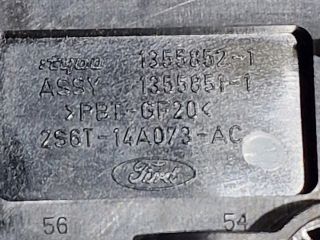 tyco 1355852-1
ASSY 1355851-1
>PBT-GF20<
2S6T-14A073-AC
Ford
56 54